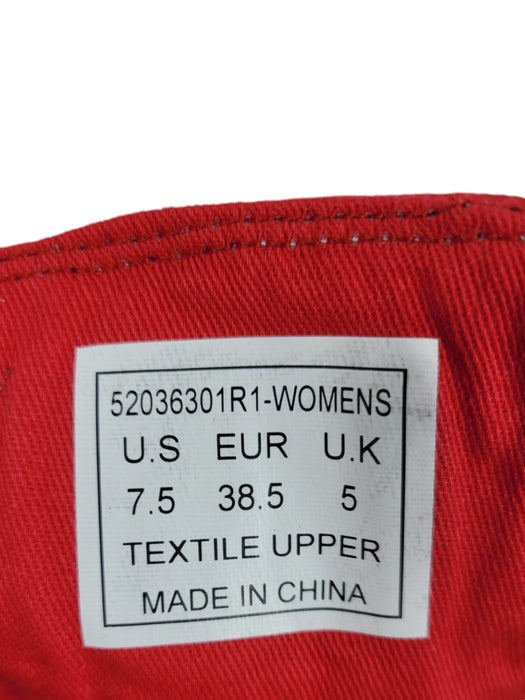 52036301R1-WOMENS
U.S EUR U.K
7.5 38.5 5
TEXTILE UPPER
MADE IN CHINA